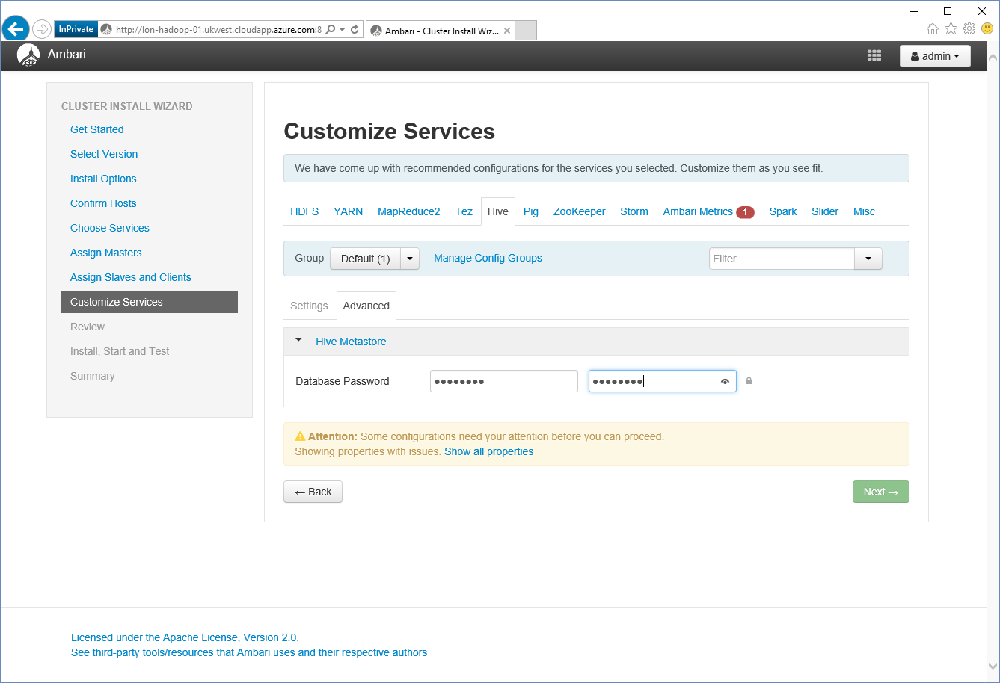 InPrivate
http://lon-hadoop-01.ukwest.cloudapp.azure.com:8
Ambari - Cluster Install Wiz...
Ambari
admin
CLUSTER INSTALL WIZARD
Get Started
Select Version
Install Options
Confirm Hosts
Choose Services
Assign Masters
Assign Slaves and Clients
Customize Services
Review
Install, Start and Test
Summary
Customize Services
We have come up with recommended configurations for the services you selected. Customize them as you see fit.
HDFS YARN MapReduce2 Tez Hive Pig ZooKeeper Storm Ambari Metrics 1 Spark Slider Misc
Group Default (1) Manage Config Groups Filter...
Settings Advanced
Hive Metastore
Database Password ●●●●●●●● ●●●●●●●●
Attention: Some configurations need your attention before you can proceed.
Showing properties with issues. Show all properties
← Back Next →
Licensed under the Apache License, Version 2.0.
See third-party tools/resources that Ambari uses and their respective authors